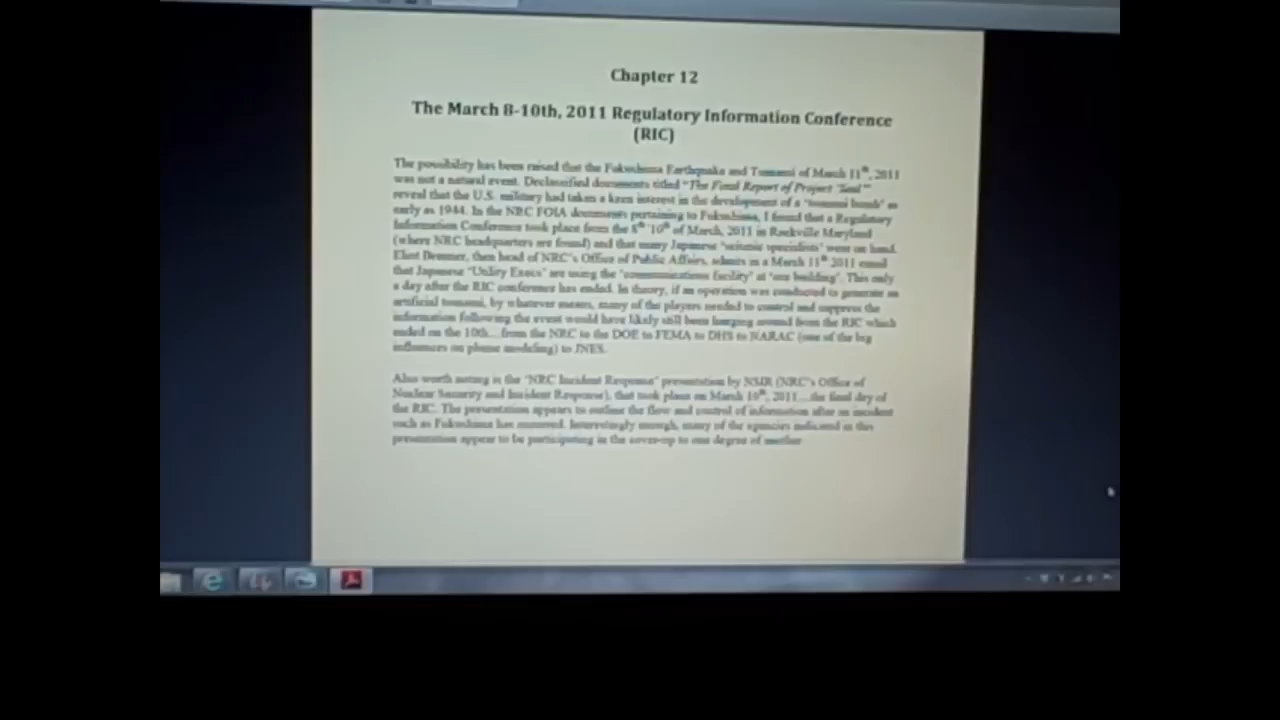 Chapter 12
The March 8-10th, 2011 Regulatory Information Conference
(RIC)
The possibility has been raised that the Fukushima Earthquake and Tsunami of March 11th, 2011
was not a natural event. Declassified documents titled "The Final Report of Project 'Seal'"
reveal that the U.S. military had taken a keen interest in the development of a "tsunami bomb" as
early as 1944. In the NRC FOIA documents pertaining to Fukushima, I found that a Regulatory
Information Conference took place from the 8th 10th of March, 2011 in Rockville Maryland
(where NRC headquarters are found) and that many Japanese "seismic specialists" were on hand.
Eliot Brenner, then head of NRC's Office of Public Affairs, admits in a March 11th 2011 email
that Japanese "Utility Execs" are using the "communications facility" at "our building". This only
a day after the RIC conference has ended. In theory, if an operation was conducted to generate an
artificial tsunami, by whatever means, many of the players needed to control and suppress the
information following the event would have likely still been hanging around from the RIC which
ended on the 10th... from the NRC to the DOE to FEMA to DHS to NARAC (one of the big
influences on plume modeling) to JNES.
Also worth noting is the "NRC Incident Response" presentation by NSIR (NRC's Office of
Nuclear Security and Incident Response), that took place on March 10th, 2011....the final day of
the RIC. The presentation appears to outline the flow and control of information after an incident
such as Fukushima has occurred. Interestingly enough, many of the agencies indicated in this
presentation appear to be participating in the cover-up to one degree of another